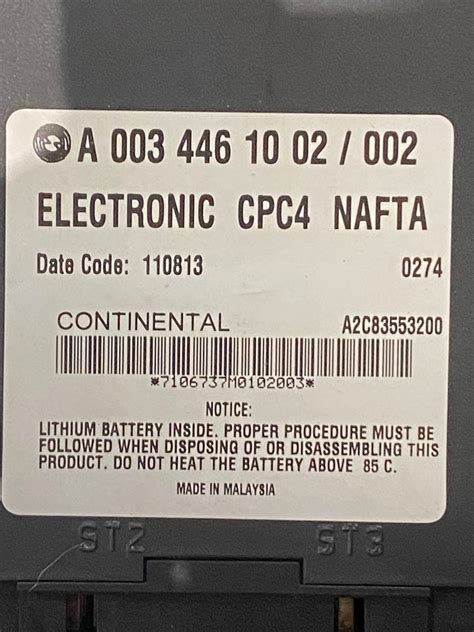 A 003 446 10 02 / 002
ELECTRONIC CPC4 NAFTA
Date Code: 110813 0274
CONTINENTAL A2C83553200
*7106737M0102003*
NOTICE:
LITHIUM BATTERY INSIDE. PROPER PROCEDURE MUST BE
FOLLOWED WHEN DISPOSING OF OR DISASSEMBLING THIS
PRODUCT. DO NOT HEAT THE BATTERY ABOVE 85 C.
MADE IN MALAYSIA
ST2 ST3